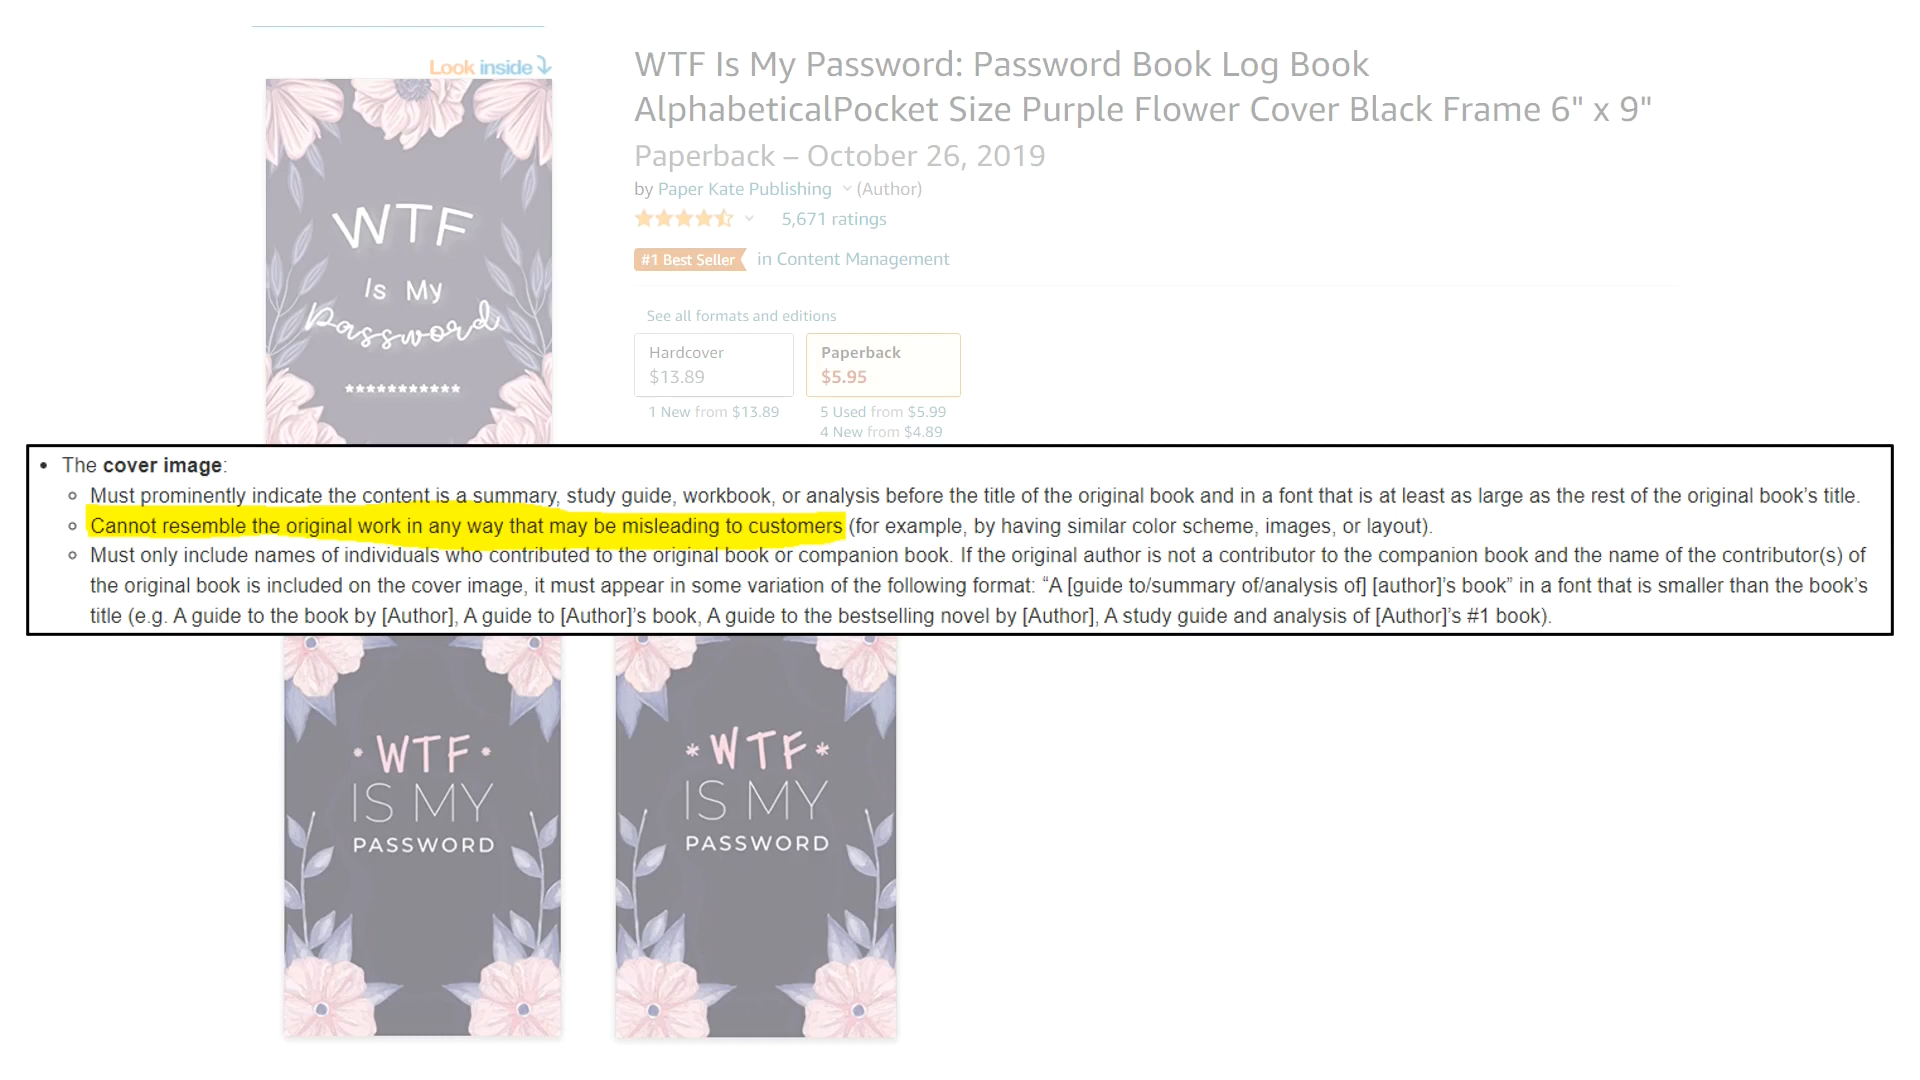 Look inside
WTF Is My Password: Password Book Log Book
AlphabeticalPocket Size Purple Flower Cover Black Frame 6" x 9"
Paperback – October 26, 2019
by Paper Kate Publishing (Author)
5,671 ratings
#1 Best Seller in Content Management
See all formats and editions
Hardcover
$13.89
Paperback
$5.95
1 New from $13.89
5 Used from $5.99
4 New from $4.89
WTF
Is My
Password
***********
• The cover image:
○ Must prominently indicate the content is a summary, study guide, workbook, or analysis before the title of the original book and in a font that is at least as large as the rest of the original book’s title.
○ Cannot resemble the original work in any way that may be misleading to customers (for example, by having similar color scheme, images, or layout).
○ Must only include names of individuals who contributed to the original book or companion book. If the original author is not a contributor to the companion book and the name of the contributor(s) of
the original book is included on the cover image, it must appear in some variation of the following format: “A [guide to/summary of/analysis of] [author]’s book” in a font that is smaller than the book’s
title (e.g. A guide to the book by [Author], A guide to [Author]’s book, A guide to the bestselling novel by [Author], A study guide and analysis of [Author]’s #1 book).
* WTF *
IS MY
PASSWORD
* WTF *
IS MY
PASSWORD